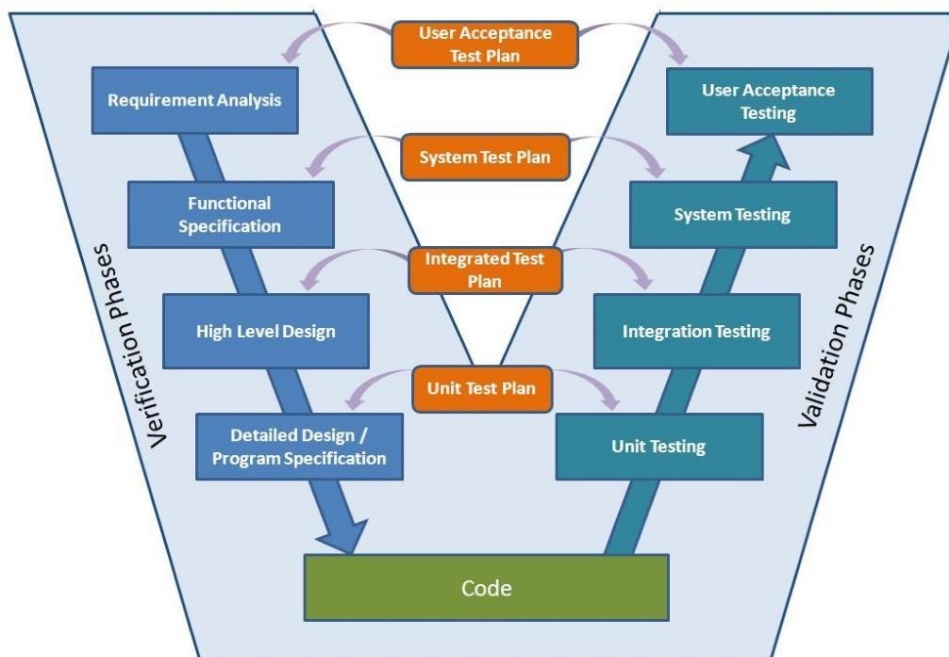 User Acceptance
Test Plan
Requirement Analysis
User Acceptance
Testing
System Test Plan
Functional
Specification
System Testing
Integrated Test
Plan
High Level Design
Integration Testing
Verification Phases
Validation Phases
Unit Test Plan
Detailed Design /
Program Specification
Unit Testing
Code